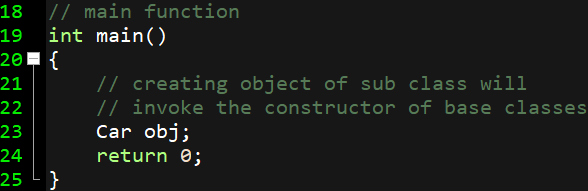 18 // main function
19 int main()
20 {
21 // creating object of sub class will
22 // invoke the constructor of base classes
23 Car obj;
24 return 0;
25 }